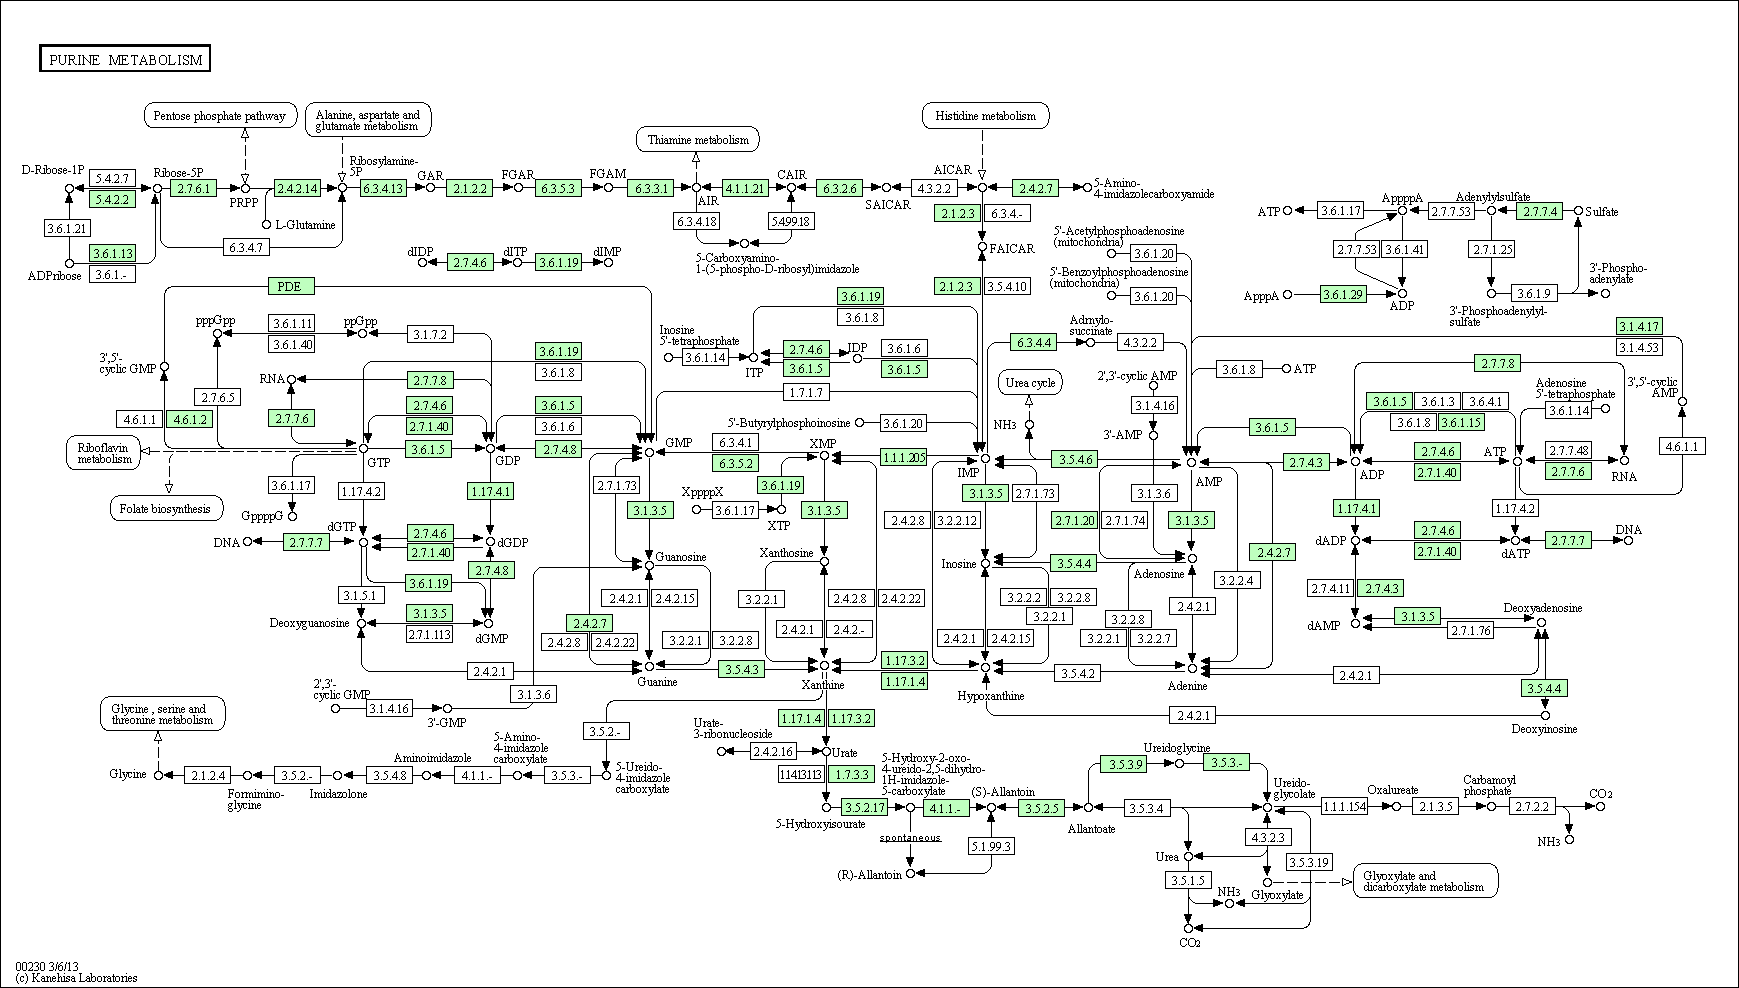 PURINE METABOLISM
Pentose phosphate pathway
Alanine, aspartate and
glutamate metabolism
Thiamine metabolism
Histidine metabolism
D-Ribose-1P
5.4.2.7
5.4.2.2
Ribose-5P
2.7.6.1
PRPP
2.4.2.14
Ribosylamine-
5P
6.3.4.13
GAR
2.1.2.2
FGAR
6.3.5.3
FGAM
6.3.3.1
AIR
4.1.1.21
CAIR
6.3.2.6
SAICAR
4.3.2.2
AICAR
2.4.2.7
5-Amino-
4-imidazolecarboxyamide
3.6.1.21
3.6.1.13
3.6.1.-
ADPribose
L-Glutamine
6.3.4.7
6.3.4.18
5.4.99.18
5-Carboxyamino-
1-(5-phospho-D-ribosyl)imidazole
2.1.2.3
6.3.4.-
FAICAR
2.1.2.3
3.5.4.10
dIDP
2.7.4.6
dITP
3.6.1.19
dIMP
5'-Acetylphosphoadenosine
(mitochondria)
3.6.1.20
5'-Benzoylphosphoadenosine
(mitochondria)
3.6.1.20
ATP
3.6.1.17
AppppA
2.7.7.53
Adenylylsulfate
2.7.7.4
Sulfate
2.7.7.53
3.6.1.41
2.7.1.25
ApppA
3.6.1.29
ADP
3.6.1.9
3'-Phospho-
adenylate
3'-Phosphoadenylyl-
sulfate
PDE
pppGpp
3.6.1.11
3.6.1.40
ppGpp
3.1.7.2
3',5'-
cyclic GMP
2.7.6.5
RNA
2.7.7.8
2.7.7.6
4.6.1.1
4.6.1.2
3.6.1.19
3.6.1.8
2.7.4.6
2.7.1.40
3.6.1.5
3.6.1.6
3.6.1.5
2.7.4.8
GTP
GDP
GMP
Riboflavin
metabolism
Folate biosynthesis
3.6.1.17
GppppG
1.17.4.2
1.17.4.1
Inosine
5'-tetraphosphate
3.6.1.14
ITP
3.6.1.19
3.6.1.8
2.7.4.6
3.6.1.5
IDP
3.6.1.6
3.6.1.5
1.7.1.7
5'-Butyrylphosphoinosine
3.6.1.20
6.3.4.4
Adrnylo-
succinate
4.3.2.2
Urea cycle
NH3
2',3'-cyclic AMP
3.1.4.16
3'-AMP
3.6.1.8
ATP
3.1.4.17
3.1.4.53
2.7.7.8
3',5'-cyclic
AMP
Adenosine
5'-tetraphosphate
3.6.1.14
3.6.1.5
3.6.1.3
3.6.4.1
3.6.1.8
3.6.1.15
4.6.1.1
3.6.1.5
6.3.4.1
6.3.5.2
XMP
1.1.1.205
IMP
3.5.4.6
AMP
2.7.4.3
ADP
2.7.4.6
2.7.1.40
ATP
2.7.7.48
2.7.7.6
RNA
2.7.1.73
3.1.3.5
XppppX
3.6.1.17
XTP
3.6.1.19
3.1.3.5
3.1.3.5
2.7.1.73
3.1.3.6
2.4.2.8
3.2.2.12
2.7.1.20
2.7.1.74
3.1.3.5
1.17.4.1
1.17.4.2
DNA
2.7.7.7
dGTP
2.7.4.6
2.7.1.40
dGDP
3.6.1.19
2.7.4.8
3.1.5.1
3.1.3.5
2.7.1.113
Deoxyguanosine
dGMP
2.4.2.1
Guanosine
Xanthosine
Inosine
3.5.4.4
Adenosine
2.4.2.7
3.2.2.4
dADP
2.7.4.6
2.7.1.40
dATP
2.7.7.7
DNA
2.7.4.11
2.7.4.3
dAMP
3.1.3.5
2.7.1.76
Deoxyadenosine
2.4.2.1
2.4.2.15
2.4.2.7
2.4.2.8
2.4.2.22
3.2.2.1
3.2.2.8
3.2.2.1
2.4.2.8
2.4.2.22
2.4.2.1
2.4.2.-
3.2.2.2
3.2.2.8
3.2.2.1
2.4.2.1
2.4.2.15
2.4.2.1
3.2.2.8
3.2.2.1
3.2.2.7
Guanine
3.5.4.3
Xanthine
1.17.3.2
1.17.1.4
Hypoxanthine
3.5.4.2
Adenine
2.4.2.1
3.5.4.4
2.4.2.1
Deoxyinosine
2',3'-
cyclic GMP
3.1.4.16
3'-GMP
3.1.3.6
Glycine , serine and
threonine metabolism
Glycine
2.1.2.4
Formimino-
glycine
3.5.2.-
Imidazolone
3.5.4.8
Aminoimidazole
4.1.1.-
5-Amino-
4-imidazole
carboxylate
3.5.3.-
3.5.2.-
5-Ureido-
4-imidazole
carboxylate
1.17.1.4
1.17.3.2
Urate-
3-ribonucleoside
2.4.2.16
Urate
1.14.13.113
1.7.3.3
5-Hydroxyisourate
3.5.2.17
5-Hydroxy-2-oxo-
4-ureido-2,5-dihydro-
1H-imidazole-
5-carboxylate
4.1.1.-
(S)-Allantoin
3.5.2.5
Allantoate
spontaneous
5.1.99.3
(R)-Allantoin
3.5.3.9
Ureidoglycine
3.5.3.-
3.5.3.4
Ureido-
glycolate
1.1.1.154
Oxalureate
2.1.3.5
Carbamoyl
phosphate
2.7.2.2
CO2
NH3
4.3.2.3
3.5.3.19
Urea
3.5.1.5
NH3
Glyoxylate
Glyoxylate and
dicarboxylate metabolism
CO2
00230 3/6/13
(c) Kanehisa Laboratories